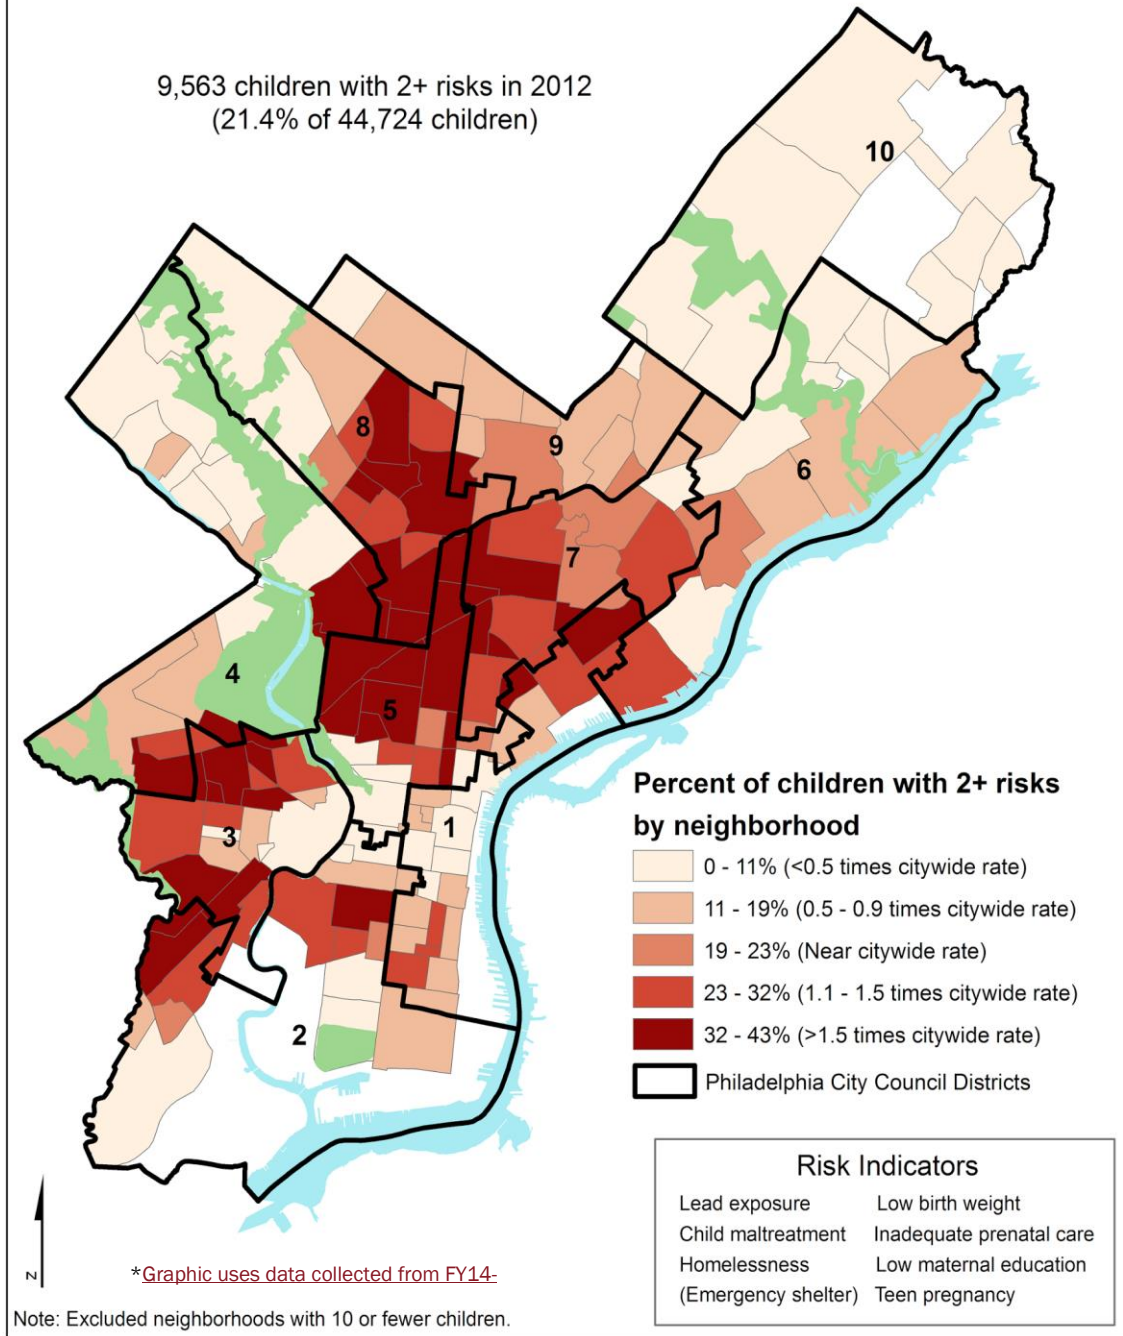 9,563 children with 2+ risks in 2012
(21.4% of 44,724 children)
10
8
9
6
7
4
5
3
1
2
Percent of children with 2+ risks
by neighborhood
0 - 11% (<0.5 times citywide rate)
11 - 19% (0.5 - 0.9 times citywide rate)
19 - 23% (Near citywide rate)
23 - 32% (1.1 - 1.5 times citywide rate)
32 - 43% (>1.5 times citywide rate)
Philadelphia City Council Districts
Risk Indicators
Lead exposure Low birth weight
Child maltreatment Inadequate prenatal care
Homelessness Low maternal education
(Emergency shelter) Teen pregnancy
N
*Graphic uses data collected from FY14-
Note: Excluded neighborhoods with 10 or fewer children.